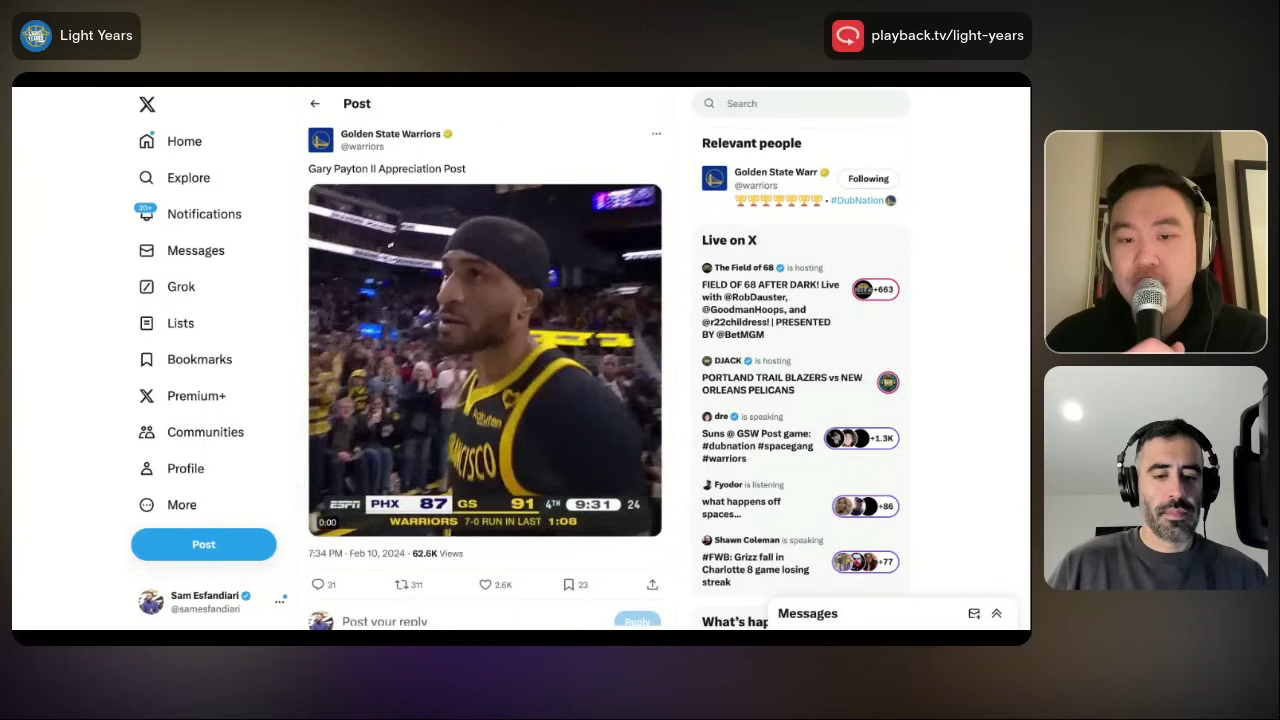 Light Years
playback.tv/light-years
Post
Search
Golden State Warriors
@warriors
Gary Payton II Appreciation Post
Home
Explore
20+
Notifications
Messages
Grok
Lists
Bookmarks
Premium+
Communities
Profile
More
Post
Sam Esfandiari
@samesfandiari
Rakuten
FRANCISCO
ESPN PHX 87 GS 91 4TH 9:31 24
WARRIORS 7-0 RUN IN LAST 1:08
0:00
7:34 PM · Feb 10, 2024 · 62.6K Views
31 311 2.6K 23
Post your reply
Reply
Relevant people
Golden State Warr
@warriors
Following
• #DubNation
Live on X
The Field of 68 is hosting
FIELD OF 68 AFTER DARK! Live
with @RobDauster,
@GoodmanHoops, and
@r22childress! | PRESENTED
BY @BetMGM
+663
DJACK is hosting
PORTLAND TRAIL BLAZERS vs NEW
ORLEANS PELICANS
dre is speaking
Suns @ GSW Post game:
#dubnation #spacegang
#warriors
+1.3K
Fyodor is listening
what happens off
spaces...
+86
Shawn Coleman is speaking
#FWB: Grizz fall in
Charlotte 8 game losing
streak
+77
What's hap
Messages